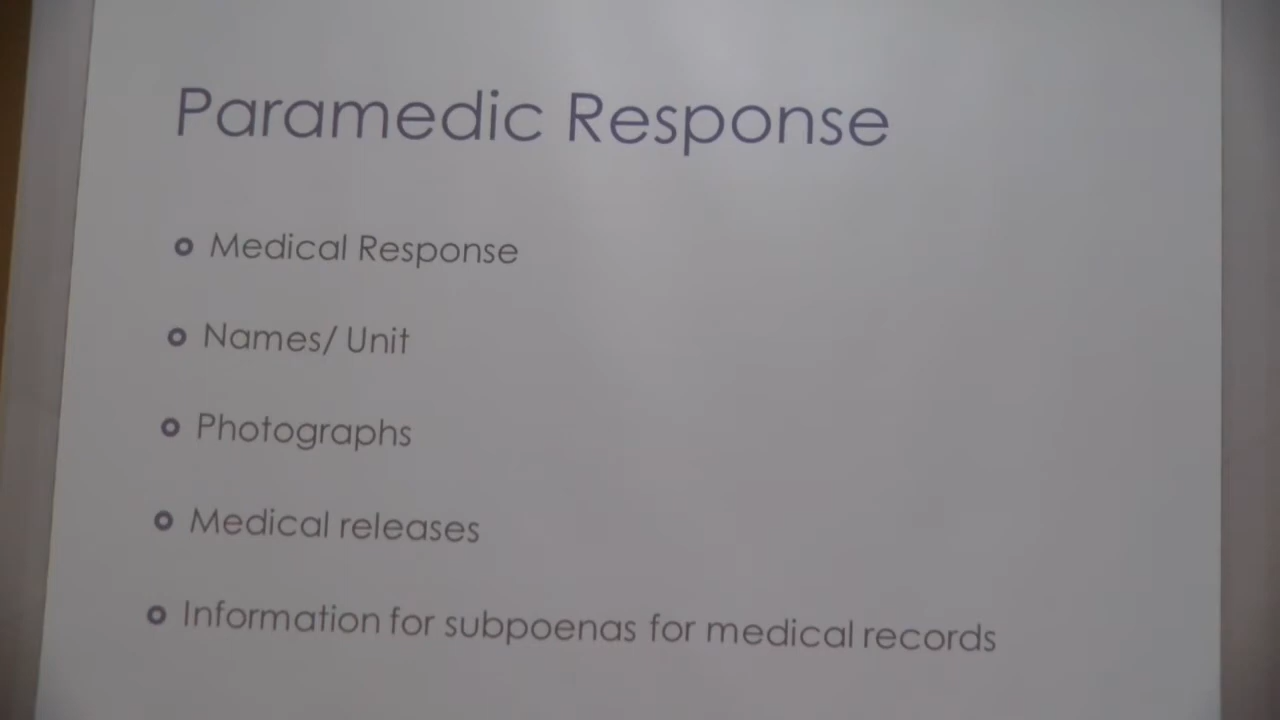 Paramedic Response
Medical Response
Names/ Unit
Photographs
Medical releases
Information for subpoenas for medical records